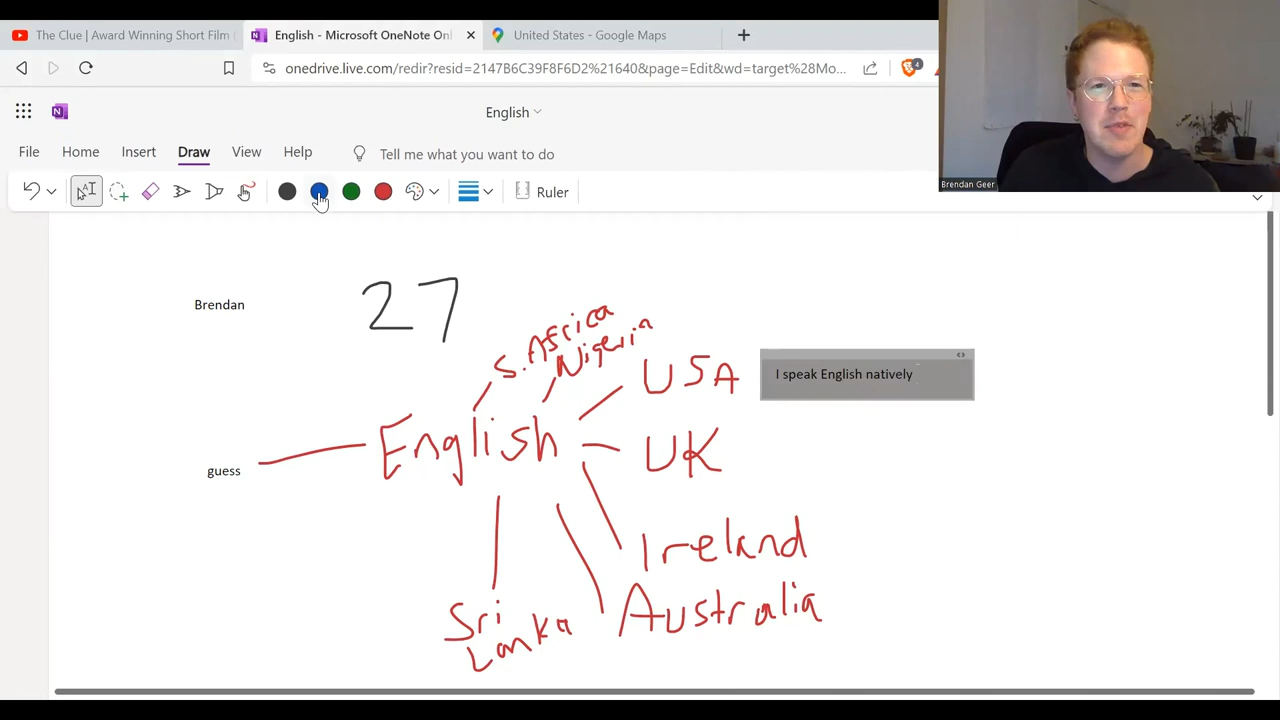 The Clue | Award Winning Short Film
English - Microsoft OneNote Onl
United States - Google Maps
onedrive.live.com/redir?resid=2147B6C39F8F6D2%21640&page=Edit&wd=target%28Mo...
4
English
File Home Insert Draw View Help Tell me what you want to do
Ruler
Brendan Geer
Brendan
27
S. Africa
Nigeria
USA
I speak English natively
English
UK
guess
Ireland
Australia
Sri
Lanka